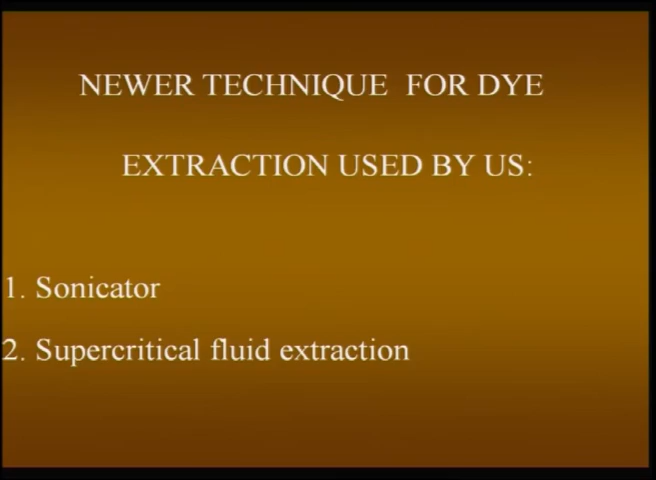 NEWER TECHNIQUE FOR DYE
EXTRACTION USED BY US:
1. Sonicator
2. Supercritical fluid extraction